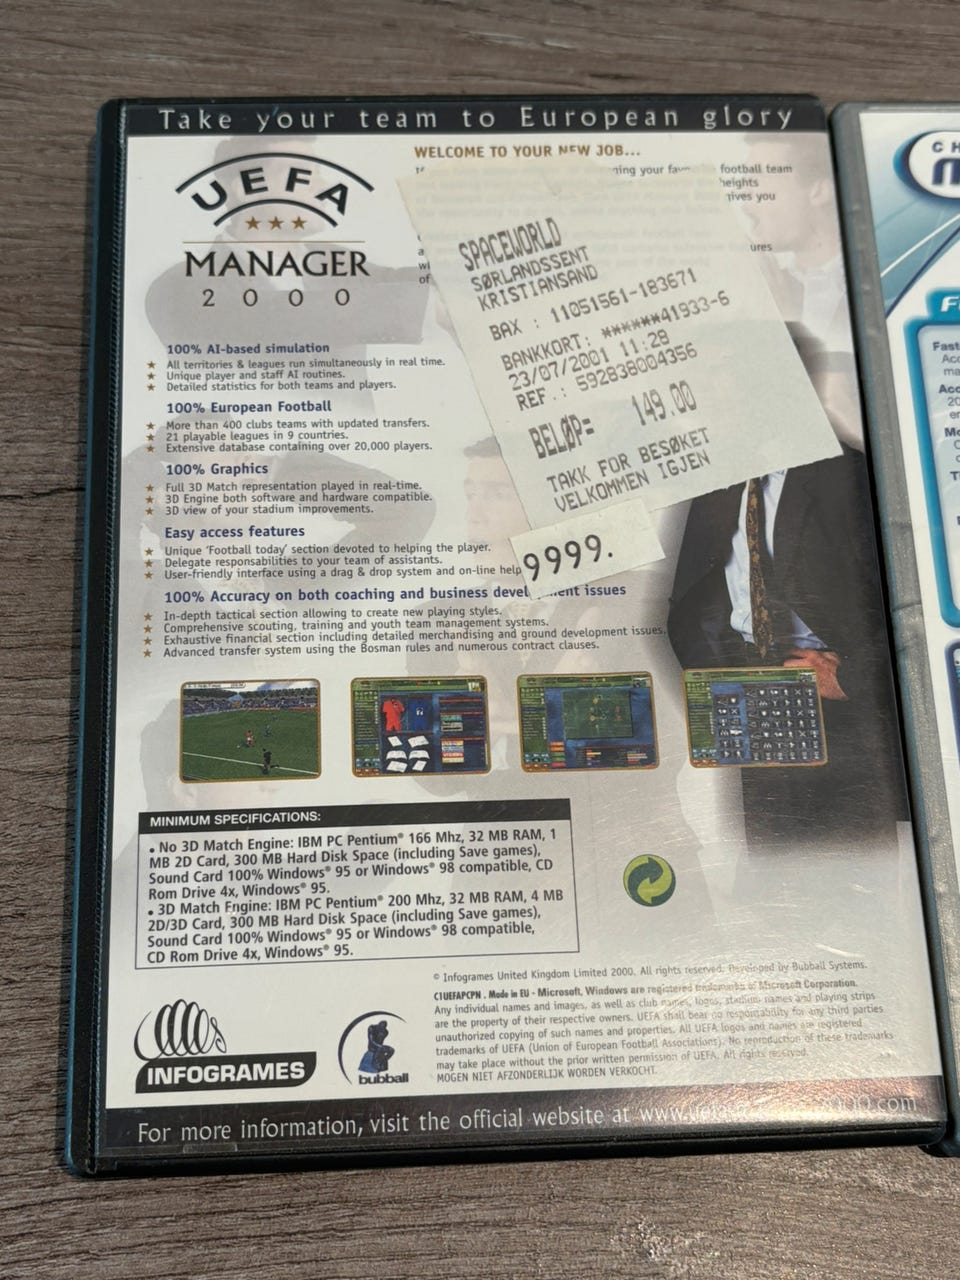 Take your team to European glory
UEFA
MANAGER
2000
WELCOME TO YOUR NEW JOB...
football team
heights
gives you
SPACEWORLD
SØRLANDSSENT
KRISTIANSAND
BAX : 11051561-183671
BANKKORT: ******41933-6
23/07/2001 11:28
REF.: 592838004356
BELØP= 149.00
TAKK FOR BESØKET
VELKOMMEN IGJEN
9999.
100% AI-based simulation
All territories & leagues run simultaneously in real time.
Unique player and staff AI routines.
Detailed statistics for both teams and players.
100% European Football
More than 400 clubs teams with updated transfers.
21 playable leagues in 9 countries.
Extensive database containing over 20,000 players.
100% Graphics
Full 3D Match representation played in real-time.
3D Engine both software and hardware compatible.
3D view of your stadium improvements.
Easy access features
Unique 'Football today' section devoted to helping the player.
Delegate responsabilities to your team of assistants.
User-friendly interface using a drag & drop system and on-line help
100% Accuracy on both coaching and business issues
In-depth tactical section allowing to create new playing styles.
Comprehensive scouting, training and youth team management systems.
Exhaustive financial section including detailed merchandising and ground development issues.
Advanced transfer system using the Bosman rules and numerous contract clauses.
MINIMUM SPECIFICATIONS:
• No 3D Match Engine: IBM PC Pentium® 166 Mhz, 32 MB RAM, 1
MB 2D Card, 300 MB Hard Disk Space (including Save games),
Sound Card 100% Windows® 95 or Windows® 98 compatible, CD
Rom Drive 4x, Windows® 95.
• 3D Match Engine: IBM PC Pentium® 200 Mhz, 32 MB RAM, 4 MB
2D/3D Card, 300 MB Hard Disk Space (including Save games),
Sound Card 100% Windows® 95 or Windows® 98 compatible,
CD Rom Drive 4x, Windows® 95.
© Infogrames United Kingdom Limited 2000. All rights reserved. Developed by Bubball Systems.
C1UEFAPCPN . Made in EU - Microsoft, Windows are registered trademarks of Microsoft Corporation.
Any individual names and images, as well as club names, logos, stadium names and playing strips
are the property of their respective owners. UEFA shall bear no responsability for any third parties
unauthorized copying of such names and properties. All UEFA logos and names are registered
trademarks of UEFA (Union of European Football Associations). No reproduction of these trademarks
may take place without the prior written permission of UEFA. All rights reserved.
MOGEN NIET AFZONDERLIJK WORDEN VERKOCHT.
INFOGRAMES
bubball
For more information, visit the official website at